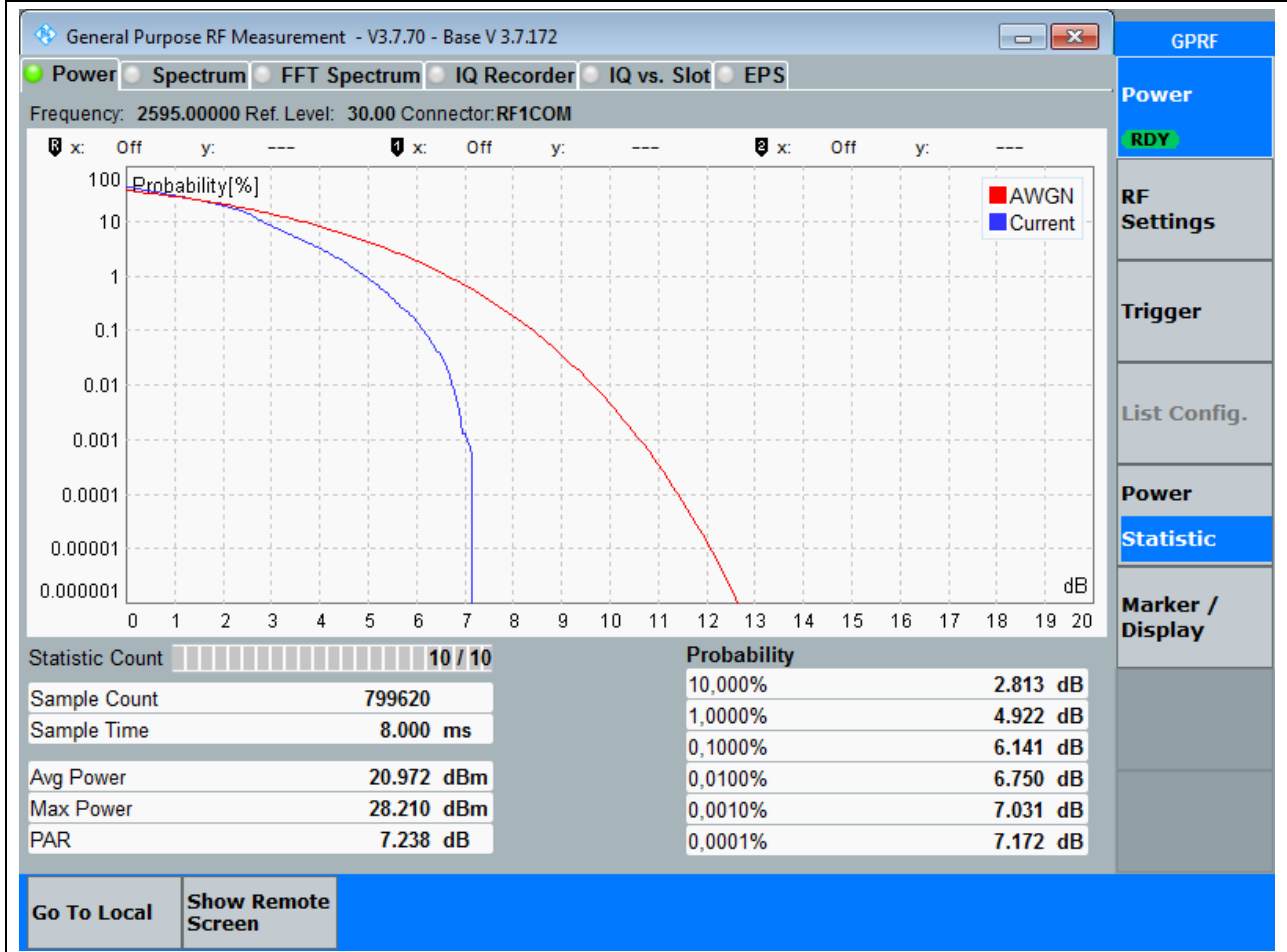 General Purpose RF Measurement - V3.7.70 - Base V 3.7.172
GPRF
Power Spectrum FFT Spectrum IQ Recorder IQ vs. Slot EPS
Frequency: 2595.00000 Ref. Level: 30.00 Connector:RF1COM
R x: Off y: --- 1 x: Off y: --- 2 x: Off y: ---
Probability[%]
AWGN
Current
100
10
1
0.1
0.01
0.001
0.0001
0.00001
0.000001
dB
0 1 2 3 4 5 6 7 8 9 10 11 12 13 14 15 16 17 18 19 20
Statistic Count 10 / 10
Sample Count 799620
Sample Time 8.000 ms
Avg Power 20.972 dBm
Max Power 28.210 dBm
PAR 7.238 dB
Probability
10,000% 2.813 dB
1,0000% 4.922 dB
0,1000% 6.141 dB
0,0100% 6.750 dB
0,0010% 7.031 dB
0,0001% 7.172 dB
Power
RDY
RF
Settings
Trigger
List Config.
Power
Statistic
Marker /
Display
Go To Local
Show Remote
Screen